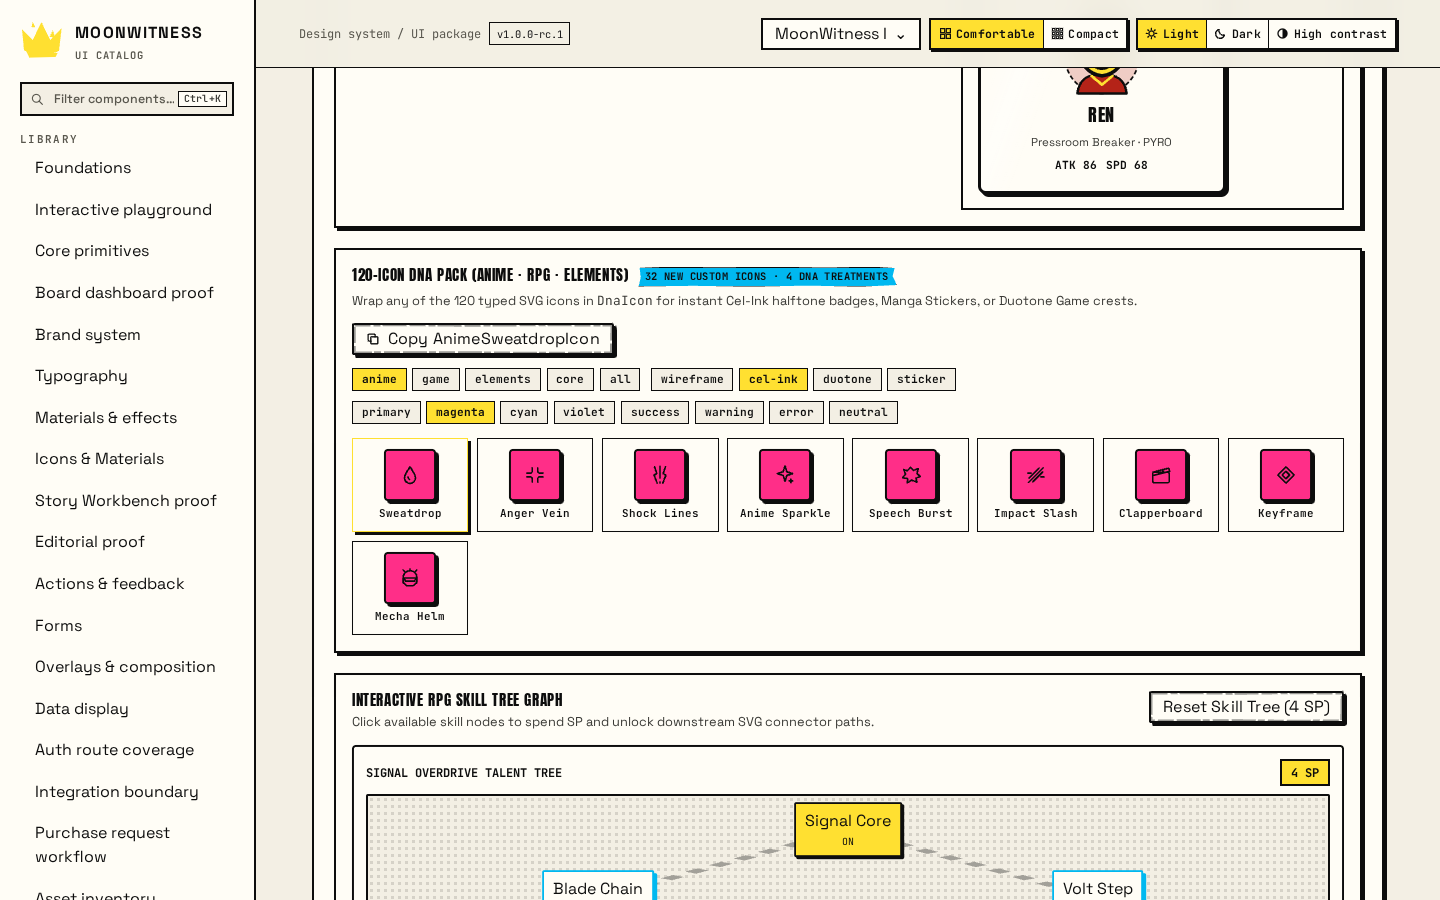 MOONWITNESS
UI CATALOG
Filter components... Ctrl+K
LIBRARY
Foundations
Interactive playground
Core primitives
Board dashboard proof
Brand system
Typography
Materials & effects
Icons & Materials
Story Workbench proof
Editorial proof
Actions & feedback
Forms
Overlays & composition
Data display
Auth route coverage
Integration boundary
Purchase request
workflow
Asset inventory
Design system / UI package v1.0.0-rc.1
MoonWitness I
Comfortable Compact
Light Dark High contrast
REN
Pressroom Breaker · PYRO
ATK 86 SPD 68
120-ICON DNA PACK (ANIME · RPG · ELEMENTS) 32 NEW CUSTOM ICONS · 4 DNA TREATMENTS
Wrap any of the 120 typed SVG icons in DnaIcon for instant Cel-Ink halftone badges, Manga Stickers, or Duotone Game crests.
Copy AnimeSweatdropIcon
anime game elements core all wireframe cel-ink duotone sticker
primary magenta cyan violet success warning error neutral
Sweatdrop Anger Vein Shock Lines Anime Sparkle Speech Burst Impact Slash Clapperboard Keyframe
Mecha Helm
INTERACTIVE RPG SKILL TREE GRAPH
Click available skill nodes to spend SP and unlock downstream SVG connector paths.
Reset Skill Tree (4 SP)
SIGNAL OVERDRIVE TALENT TREE 4 SP
Signal Core
ON
Blade Chain Volt Step